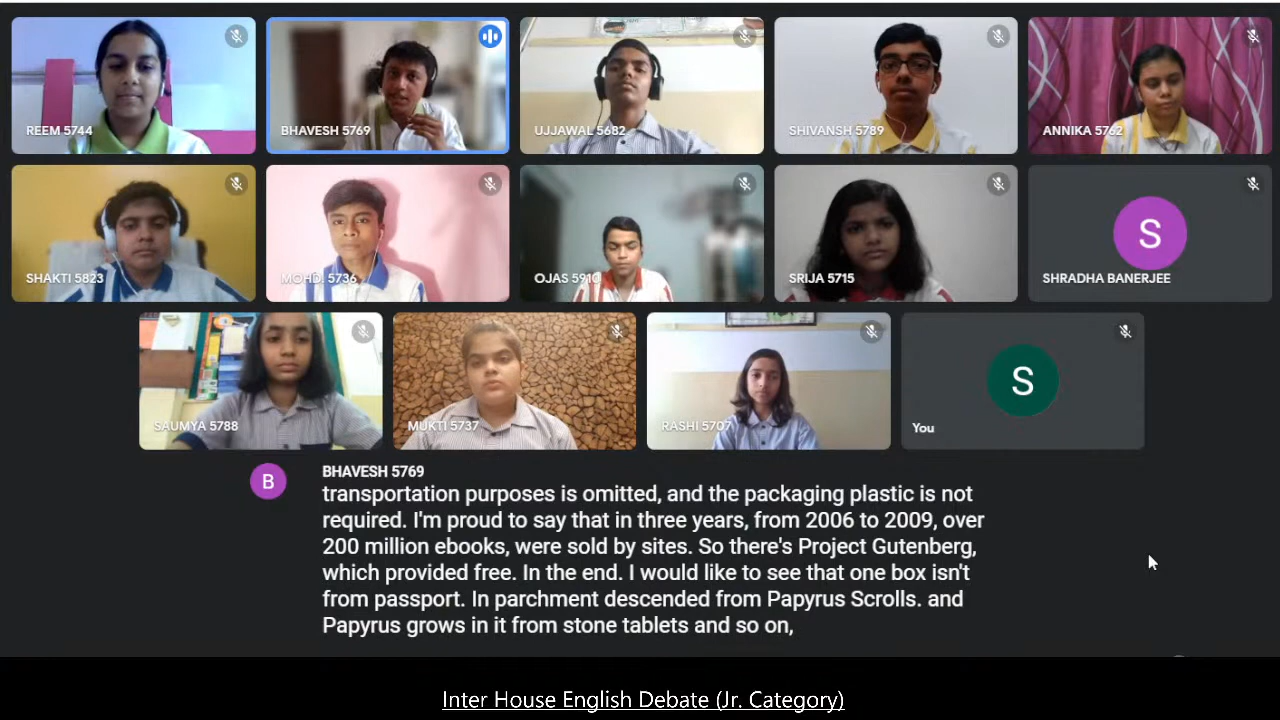 REEM 5744
BHAVESH 5769
UJJAWAL 5682
SHIVANSH 5789
ANNIKA 5762
SHAKTI 5823
MOHD. 5736
OJAS 5910
SRIJA 5715
S
SHRADHA BANERJEE
SAUMYA 5788
MUKTI 5737
RASHI 5707
S
You
B
BHAVESH 5769
transportation purposes is omitted, and the packaging plastic is not
required. I'm proud to say that in three years, from 2006 to 2009, over
200 million ebooks, were sold by sites. So there's Project Gutenberg,
which provided free. In the end. I would like to see that one box isn't
from passport. In parchment descended from Papyrus Scrolls. and
Papyrus grows in it from stone tablets and so on,
Inter House English Debate (Jr. Category)